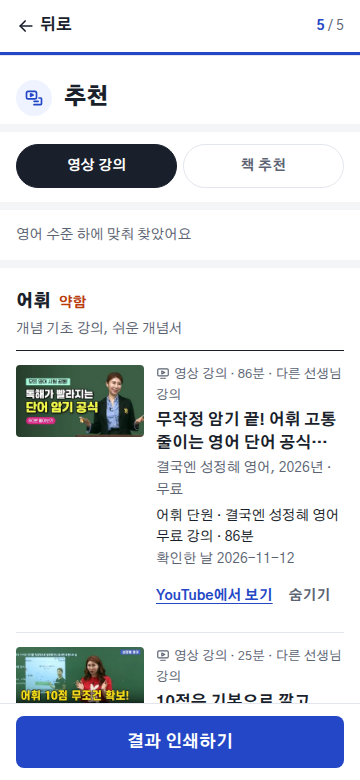 뒤로
5 / 5
추천
영상 강의
책 추천
영어 수준 하에 맞춰 찾았어요
어휘 약함
개념 기초 강의, 쉬운 개념서
모든 영어 시험 공통!
독해가 빨라지는
단어 암기 공식
영상 강의 · 86분 · 다른 선생님
강의
무작정 암기 끝! 어휘 고통
줄이는 영어 단어 공식…
결국엔 성정혜 영어, 2026년 ·
무료
어휘 단원 · 결국엔 성정혜 영어
무료 강의 · 86분
확인한 날 2026-11-12
YouTube에서 보기
숨기기
어휘 10점 무조건 확보!
영상 강의 · 25분 · 다른 선생님
강의
10점은 기본으로 깔고
결과 인쇄하기